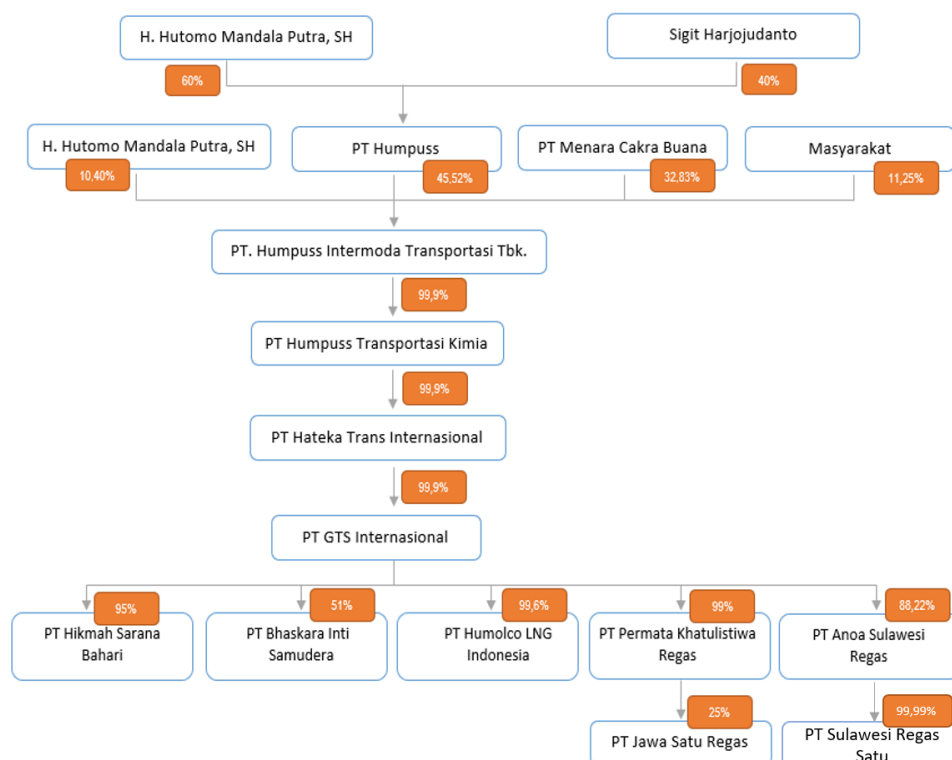 H. Hutomo Mandala Putra, SH
Sigit Harjojudanto
60%
40%
H. Hutomo Mandala Putra, SH
PT Humpuss
PT Menara Cakra Buana
Masyarakat
10,40%
45,52%
32,83%
11,25%
PT. Humpuss Intermoda Transportasi Tbk.
99,9%
PT Humpuss Transportasi Kimia
99,9%
PT Hateka Trans Internasional
99,9%
PT GTS Internasional
95%
51%
99,6%
99%
88,22%
PT Hikmah Sarana
Bahari
PT Bhaskara Inti
Samudera
PT Humolco LNG
Indonesia
PT Permata Khatulistiwa
Regas
PT Anoa Sulawesi
Regas
25%
99,99%
PT Jawa Satu Regas
PT Sulawesi Regas
Satu